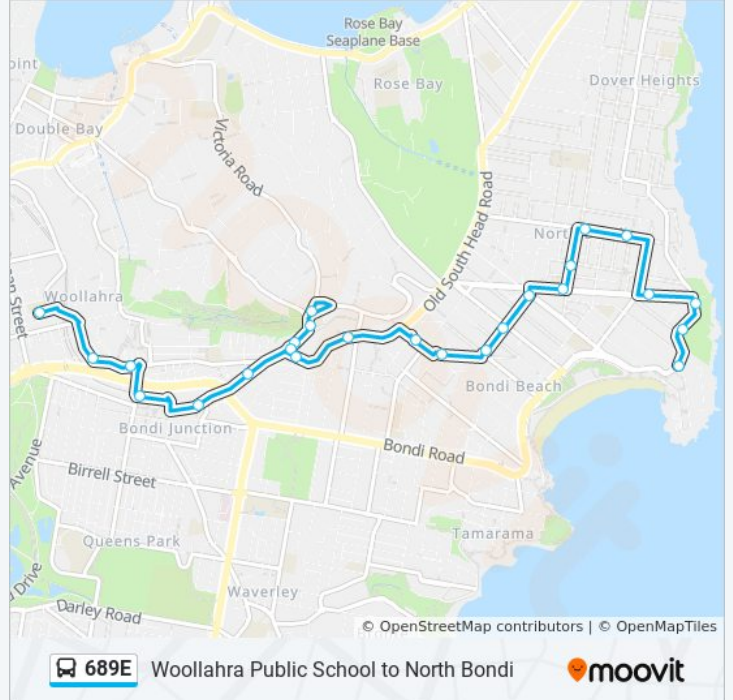 Rose Bay
Seaplane Base
oint
Rose Bay
Dover Heights
Double Bay
Victoria Road
Old South Head Road
Nort
Woollahra
Street
Bondi Beach
Bondi Junction
Bondi Road
Avenue
Birrell Street
Tamarama
Queens Park
Drive
Waverley
Darley Road
© OpenStreetMap contributors | © OpenMapTiles
689E Woollahra Public School to North Bondi
moovit